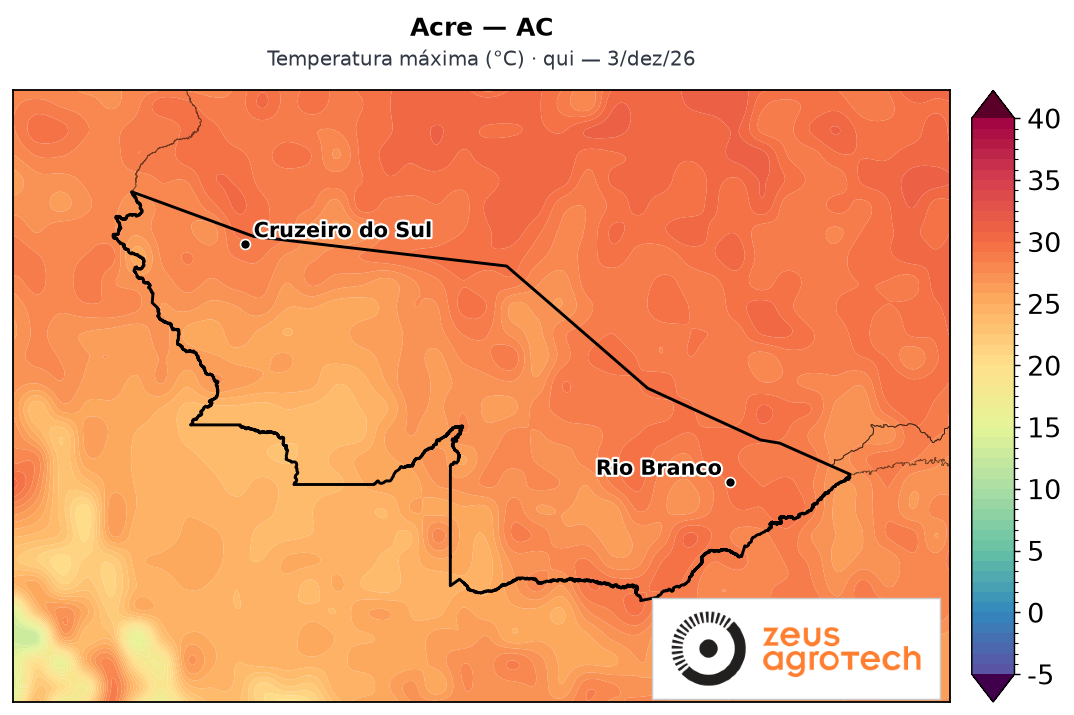 Acre — AC
Temperatura máxima (°C) · qui — 3/dez/26
Cruzeiro do Sul
Rio Branco
40
35
30
25
20
15
10
5
0
-5
zeus
agrotech